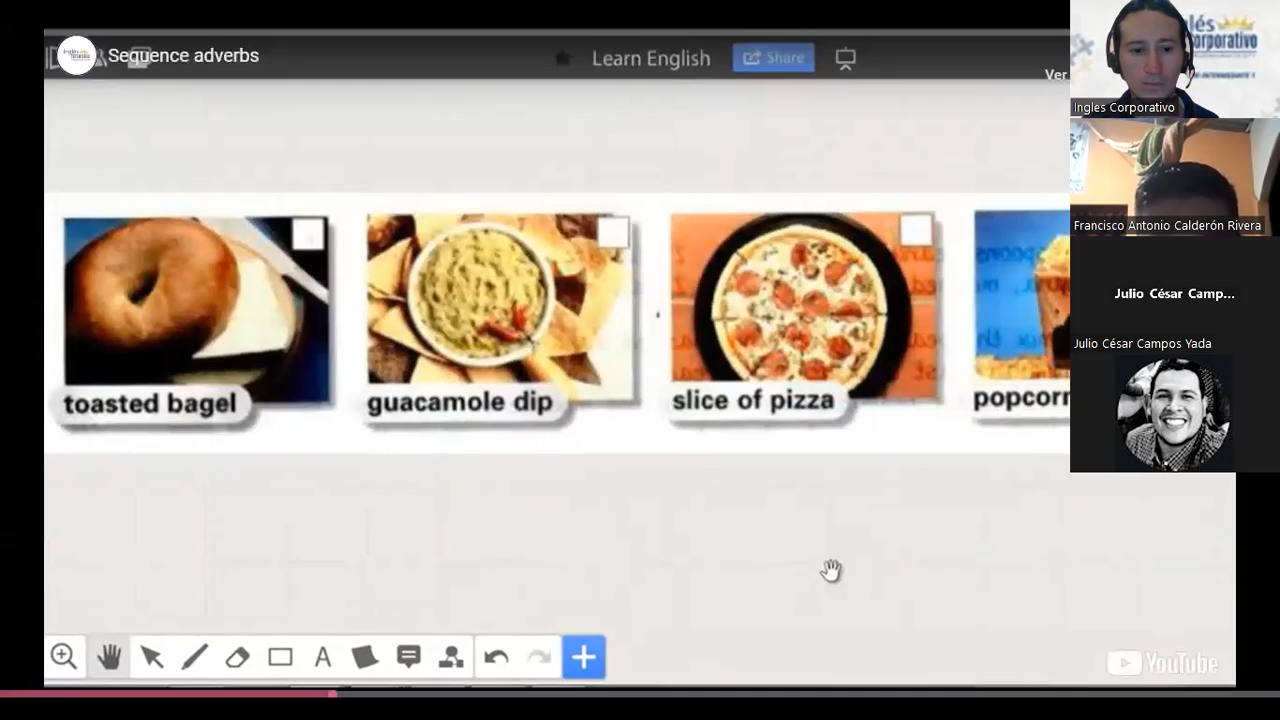 Sequence adverbs
Learn English
Share
Ver
toasted bagel
guacamole dip
slice of pizza
popcorn
Ingles Corporativo
Francisco Antonio Calderón Rivera
Julio César Camp...
Julio César Campos Yada
YouTube